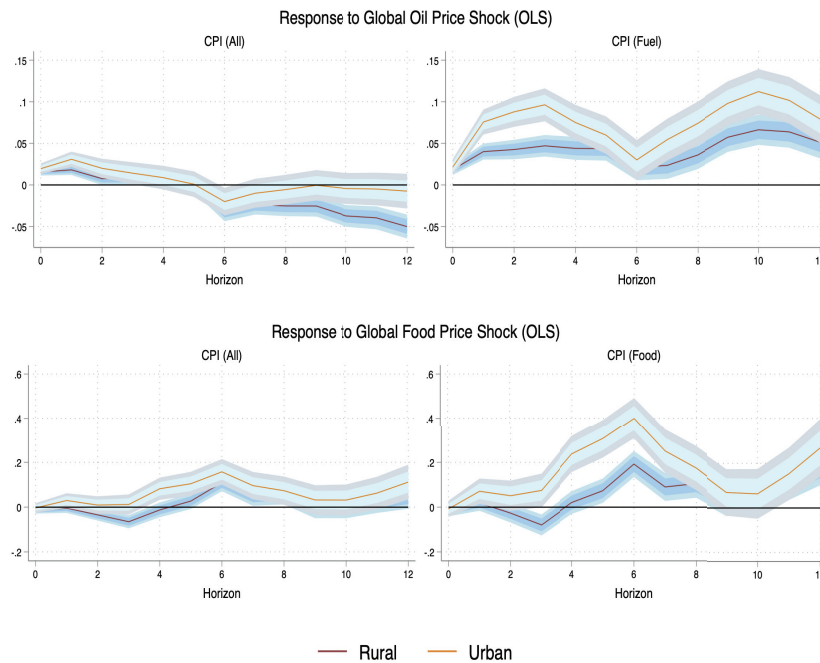 Response to Global Oil Price Shock (OLS)
CPI (All)
.15
.1
.05
0
-.05
0 2 4 6 8 10 12
Horizon
CPI (Fuel)
.15
.1
.05
0
-.05
0 2 4 6 8 10 1
Horizon
Response to Global Food Price Shock (OLS)
CPI (All)
.6
.4
.2
0
-.2
0 2 4 6 8 10 12
Horizon
CPI (Food)
.6
.4
.2
0
-.2
0 2 4 6 8 10 1
Horizon
Rural Urban